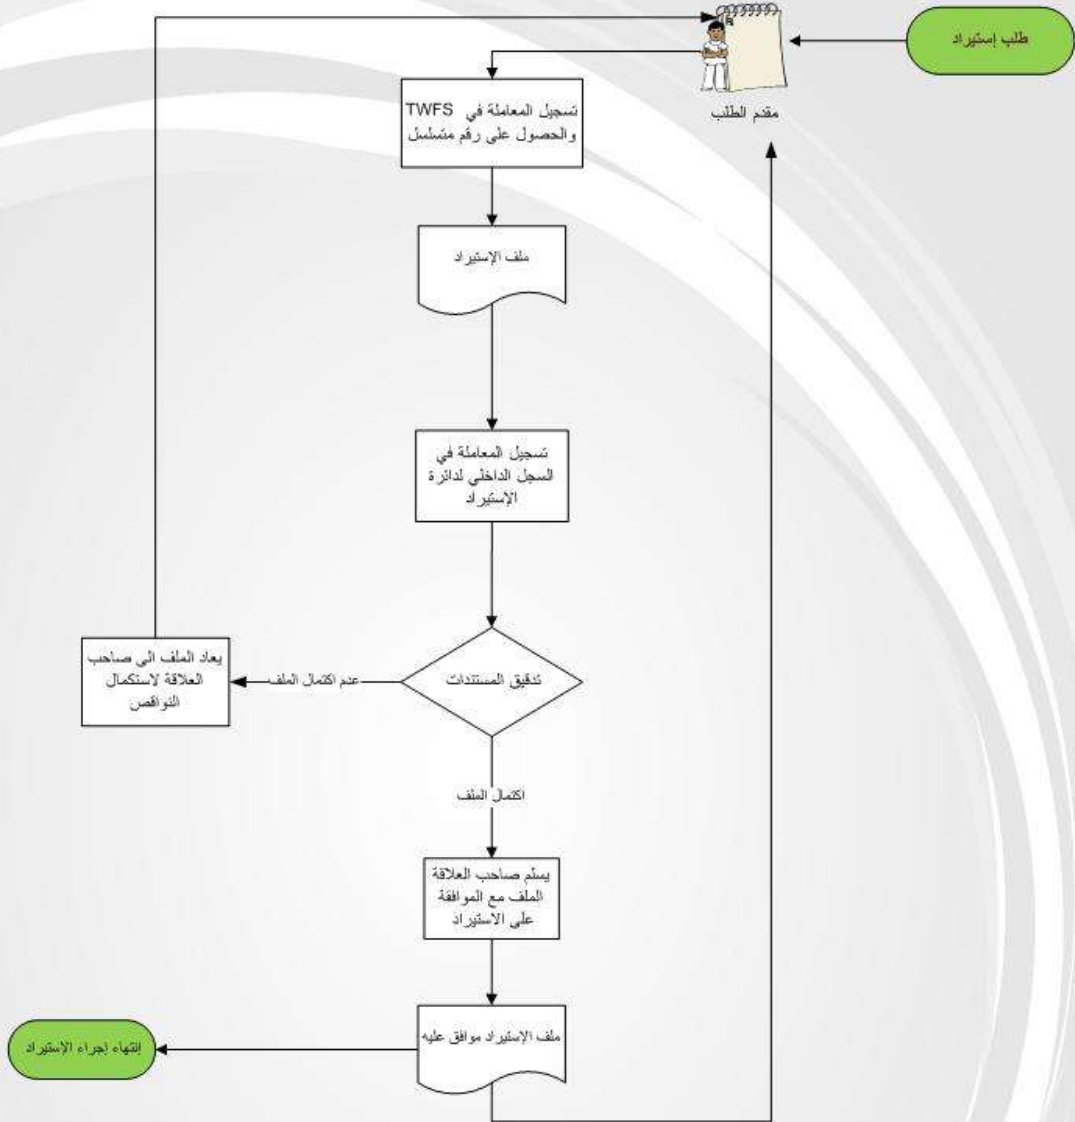 طلب إستيراد
مقدم الطلب
تسجيل المعاملة في TWFS
والحصول على رقم متسلسل
ملف الإستيراد
تسجيل المعاملة في
السجل الداخلي لدائرة
الإستيراد
تدقيق المستندات
عدم اكتمال الملف
يعاد الملف الى صاحب
العلاقة لاستكمال
النواقص
اكتمال الملف
يسلم صاحب العلاقة
الملف مع الموافقة
على الاستيراد
ملف الإستيراد موافق عليه
إنتهاء إجراء الإستيراد